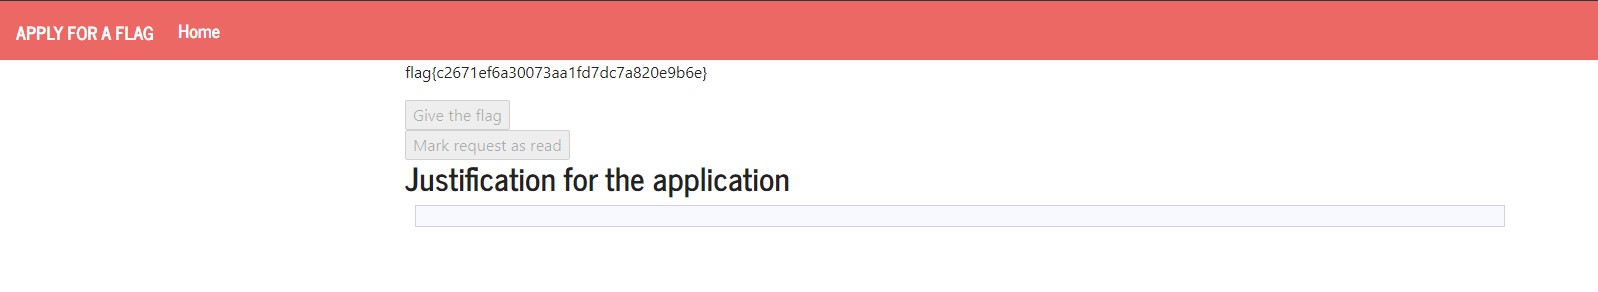 APPLY FOR A FLAG Home
flag{c2671ef6a30073aa1fd7dc7a820e9b6e}
Give the flag
Mark request as read
Justification for the application